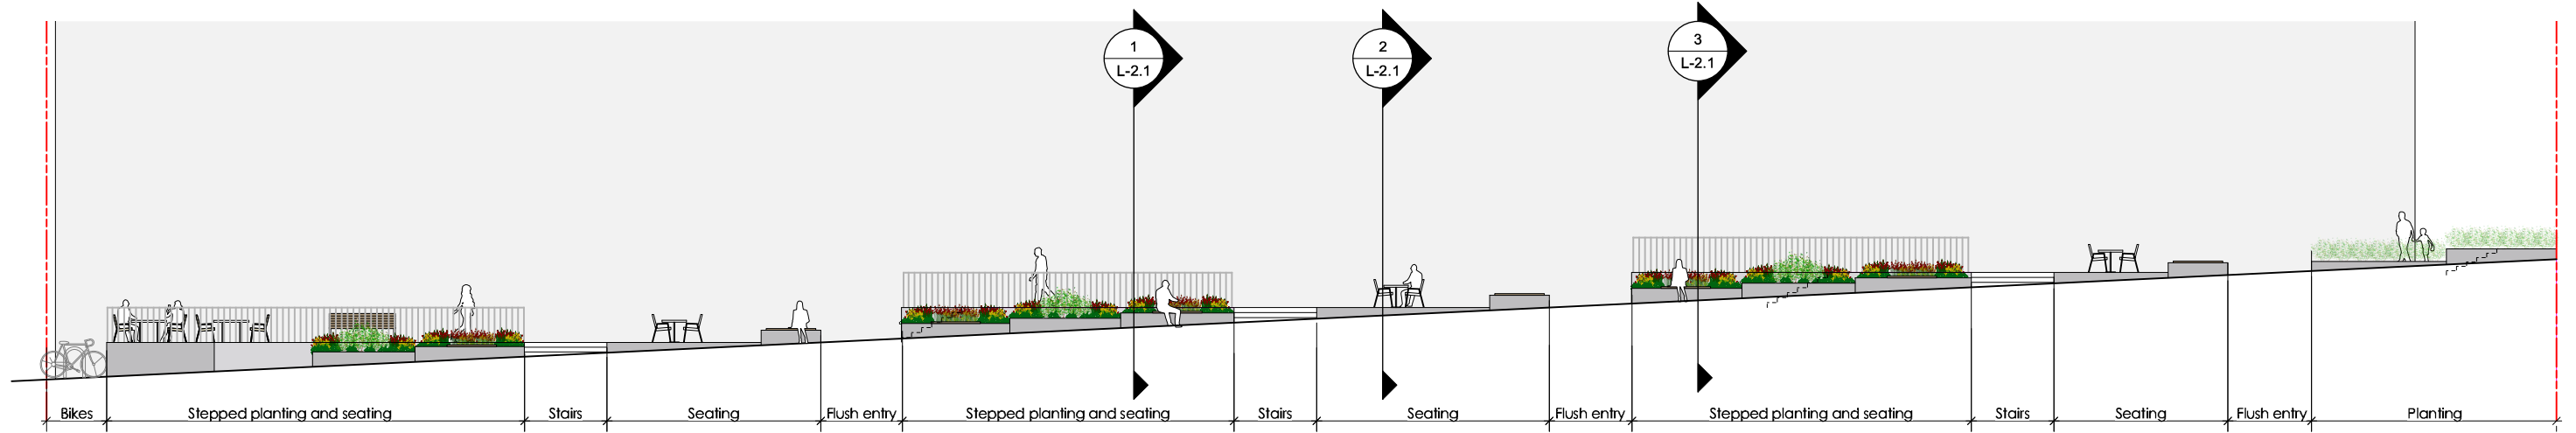 1
L-2.1
2
L-2.1
3
L-2.1
Bikes
Stepped planting and seating
Stairs
Seating
Flush entry
Stepped planting and seating
Stairs
Seating
Flush entry
Stepped planting and seating
Stairs
Seating
Flush entry
Planting